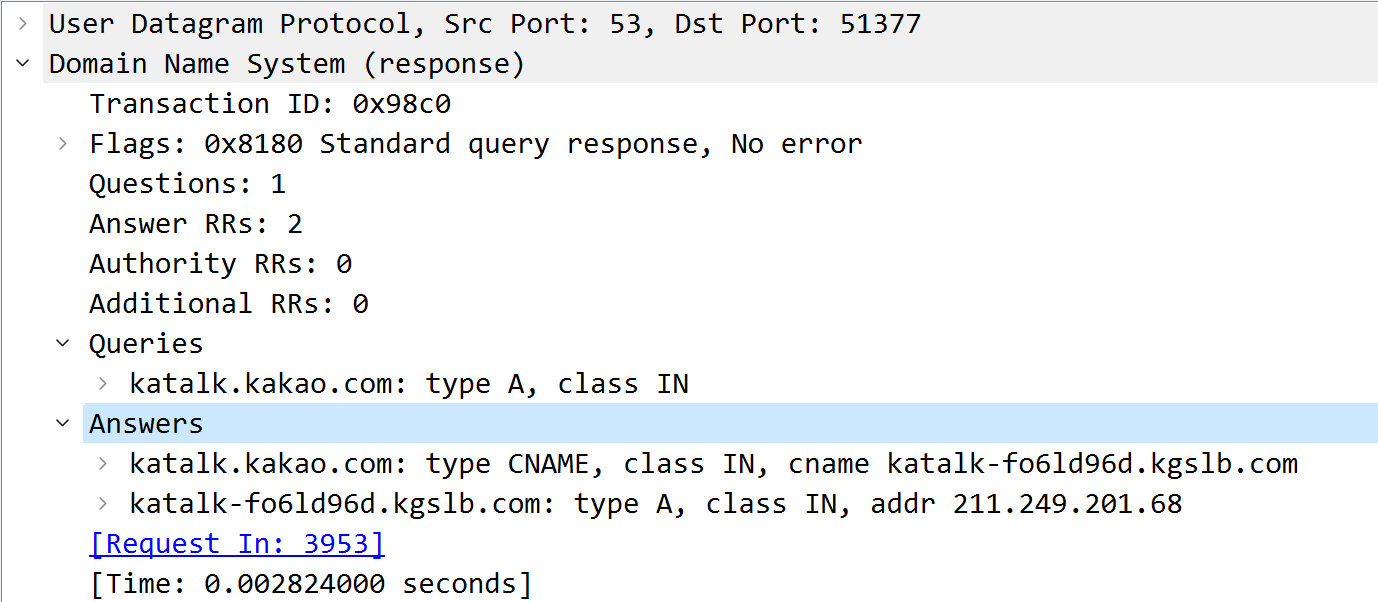 User Datagram Protocol, Src Port: 53, Dst Port: 51377
Domain Name System (response)
Transaction ID: 0x98c0
Flags: 0x8180 Standard query response, No error
Questions: 1
Answer RRs: 2
Authority RRs: 0
Additional RRs: 0
Queries
katalk.kakao.com: type A, class IN
Answers
katalk.kakao.com: type CNAME, class IN, cname katalk-fo6ld96d.kgslb.com
katalk-fo6ld96d.kgslb.com: type A, class IN, addr 211.249.201.68
[Request In: 3953]
[Time: 0.002824000 seconds]